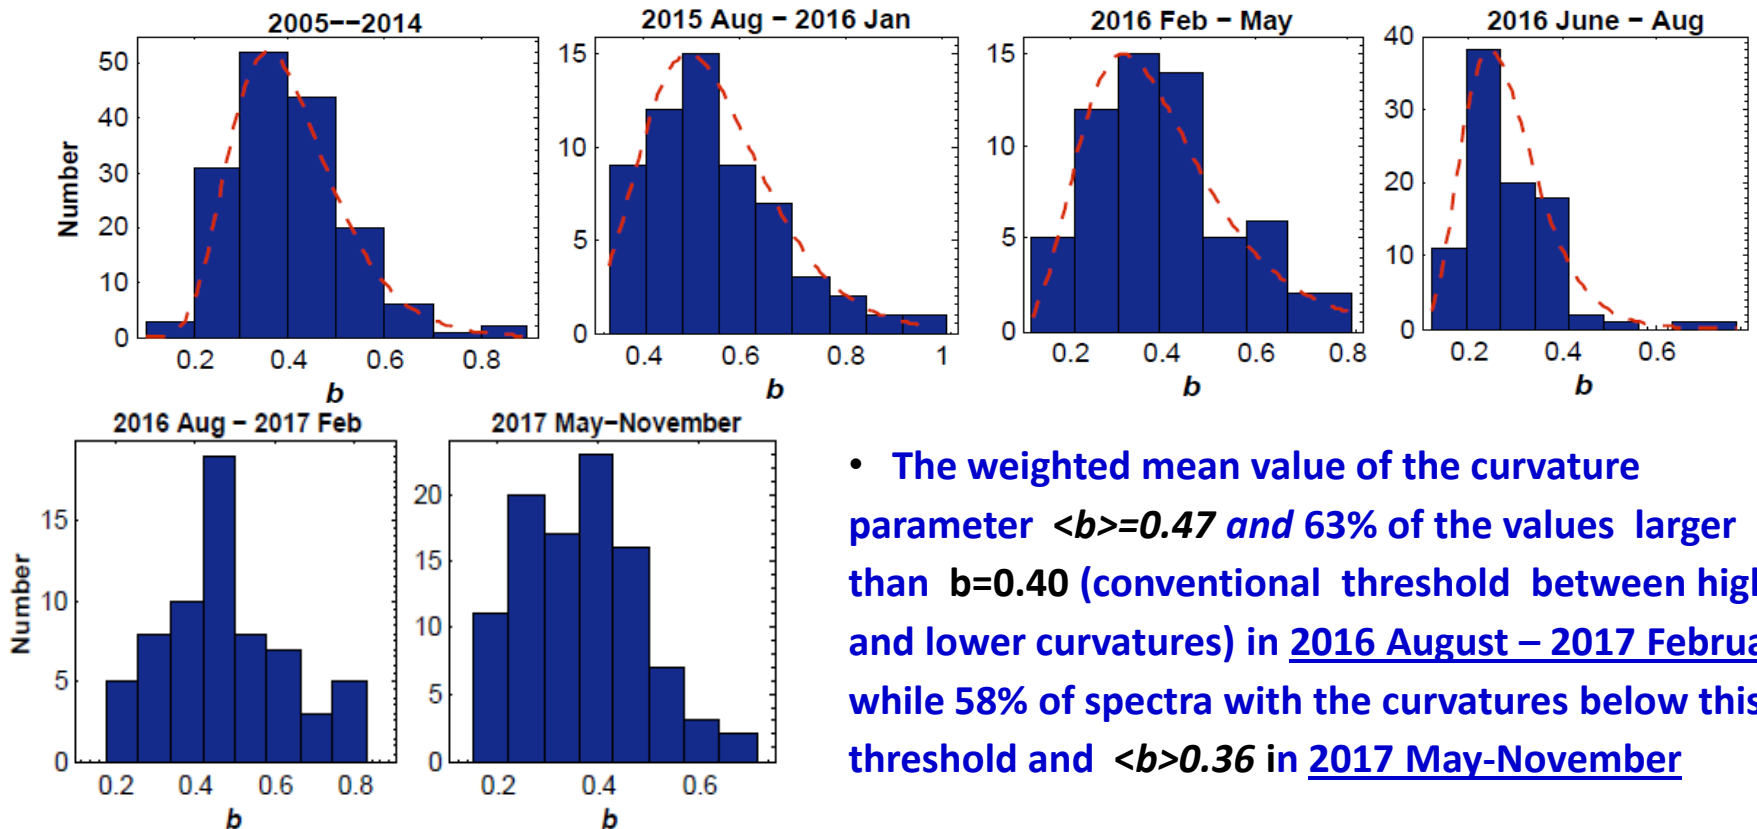 2005--2014
2015 Aug – 2016 Jan
2016 Feb – May
2016 June – Aug
Number
50
40
30
20
10
0
0.2 0.4 0.6 0.8
b
15
10
5
0
0.4 0.6 0.8 1
b
15
10
5
0
0.2 0.4 0.6 0.8
b
40
30
20
10
0
0.2 0.4 0.6
b
2016 Aug – 2017 Feb
2017 May–November
Number
15
10
5
0
0.2 0.4 0.6 0.8
b
20
15
10
5
0
0.2 0.4 0.6
b
• The weighted mean value of the curvature
parameter <b>=0.47 and 63% of the values larger
than b=0.40 (conventional threshold between high
and lower curvatures) in 2016 August – 2017 Februa
while 58% of spectra with the curvatures below this
threshold and <b>0.36 in 2017 May-November